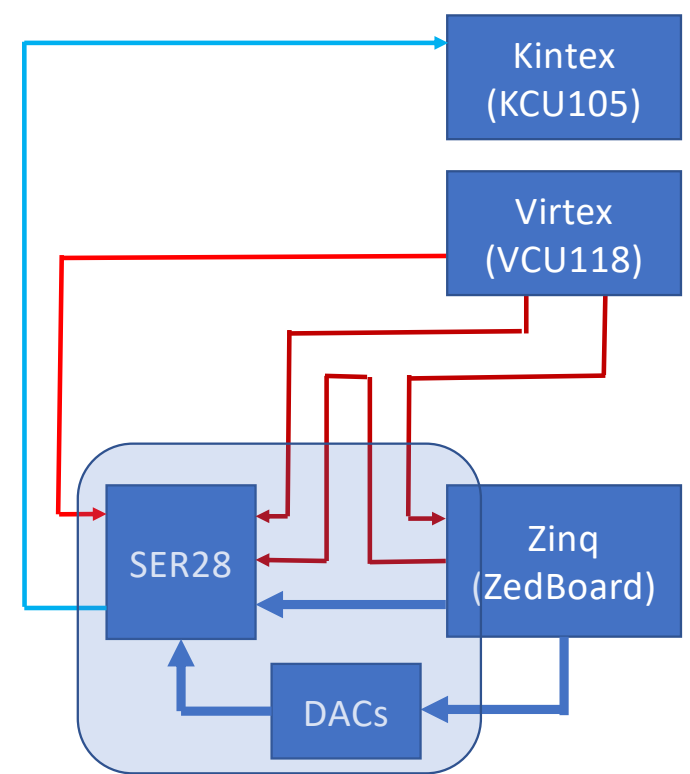 Kintex
(KCU105)
Virtex
(VCU118)
SER28
Zinq
(ZedBoard)
DACs